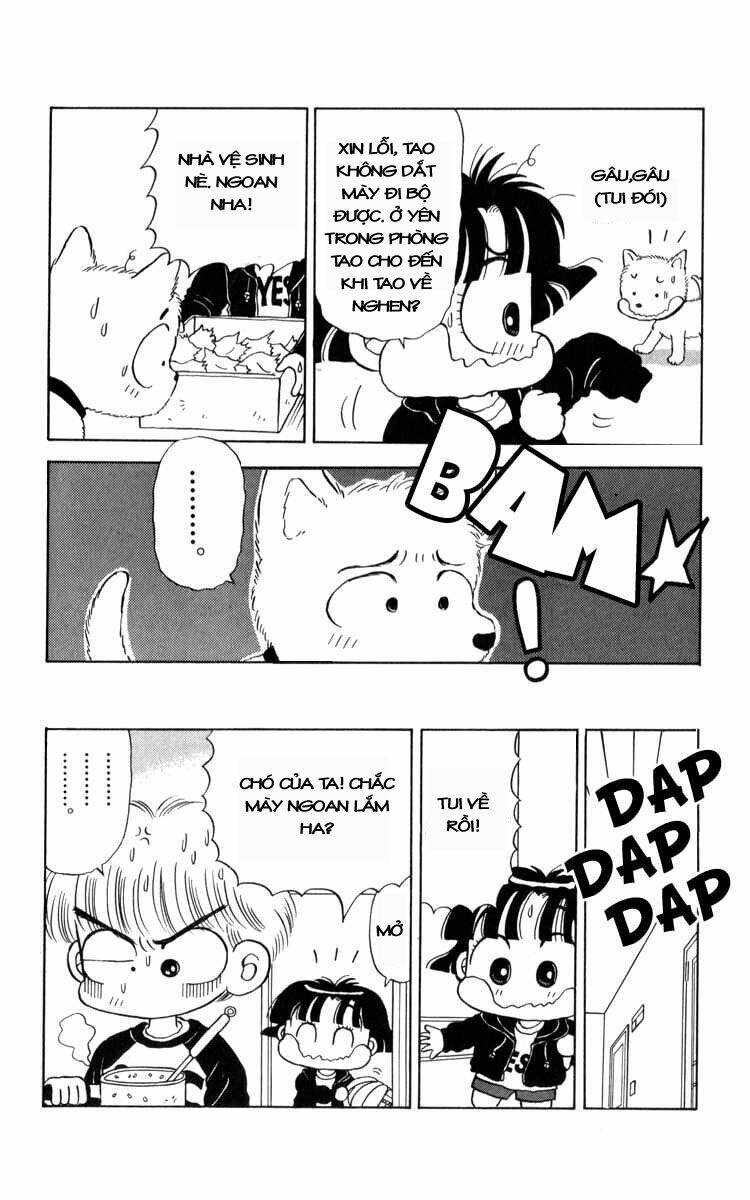 GÂU,GÂU
(TUI ĐÓI)
XIN LỖI, TAO
KHÔNG DẮT
MÀY ĐI BỘ
ĐƯỢC. Ở YÊN
TRONG PHÒNG
TAO CHO ĐẾN
KHI TAO VỀ
NGHEN?
NHÀ VỆ SINH
NÈ. NGOAN
NHA!
YES
BAM
!
.........。
DAP
DAP
DAP
TUI VỀ
RỒI!
MỞ
CHÓ CỦA TA! CHẮC
MÀY NGOAN LẮM
HA?